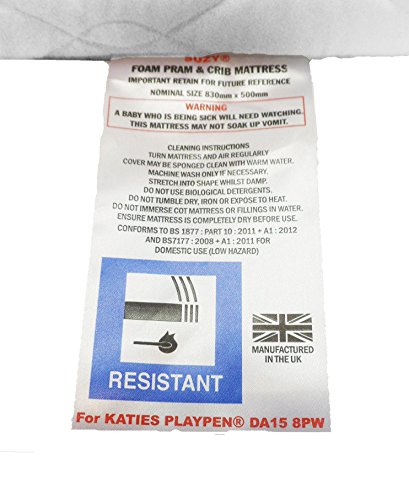 SUZY®
FOAM PRAM & CRIB MATTRESS
IMPORTANT RETAIN FOR FUTURE REFERENCE
NOMINAL SIZE 830mm x 500mm
WARNING
A BABY WHO IS BEING SICK WILL NEED WATCHING.
THIS MATTRESS MAY NOT SOAK UP VOMIT.
CLEANING INSTRUCTIONS
TURN MATTRESS AND AIR REGULARLY
COVER MAY BE SPONGED CLEAN WITH WARM WATER.
MACHINE WASH ONLY IF NECESSARY.
STRETCH INTO SHAPE WHILST DAMP.
DO NOT USE BIOLOGICAL DETERGENTS.
DO NOT TUMBLE DRY, IRON OR EXPOSE TO HEAT.
DO NOT IMMERSE COT MATTRESS OR FILLINGS IN WATER.
ENSURE MATTRESS IS COMPLETELY DRY BEFORE USE.
CONFORMS TO BS 1877 : PART 10 : 2011 + A1 : 2012
AND BS7177 : 2008 + A1 : 2011 FOR
DOMESTIC USE (LOW HAZARD)
RESISTANT
MANUFACTURED
IN THE UK
For KATIES PLAYPEN® DA15 8PW